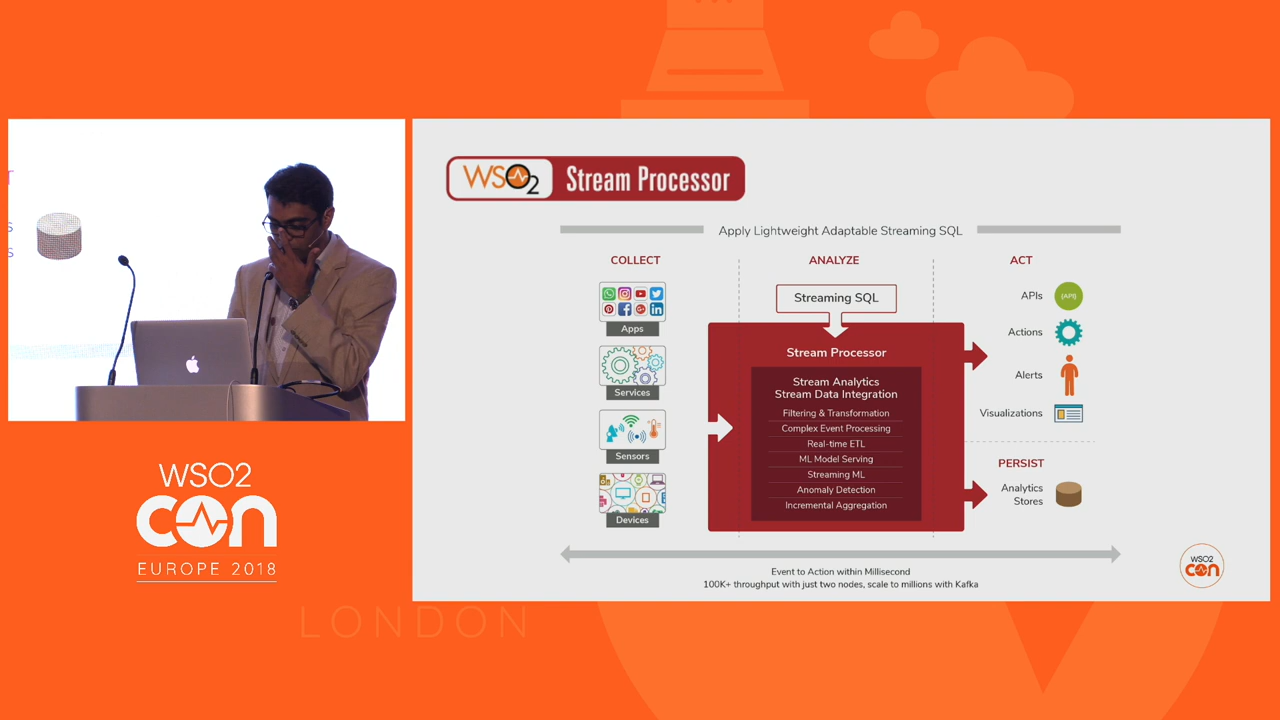 WSO2
Stream Processor
Apply Lightweight Adaptable Streaming SQL
COLLECT
ANALYZE
ACT
Apps
Services
Sensors
Devices
Streaming SQL
Stream Processor
Stream Analytics
Stream Data Integration
Filtering & Transformation
Complex Event Processing
Real-time ETL
ML Model Serving
Streaming ML
Anomaly Detection
Incremental Aggregation
APIs
{API}
Actions
Alerts
Visualizations
PERSIST
Analytics
Stores
Event to Action within Millisecond
100K+ throughput with just two nodes, scale to millions with Kafka
WSO2
CON
WSO2
CON
EUROPE 2018
LONDON